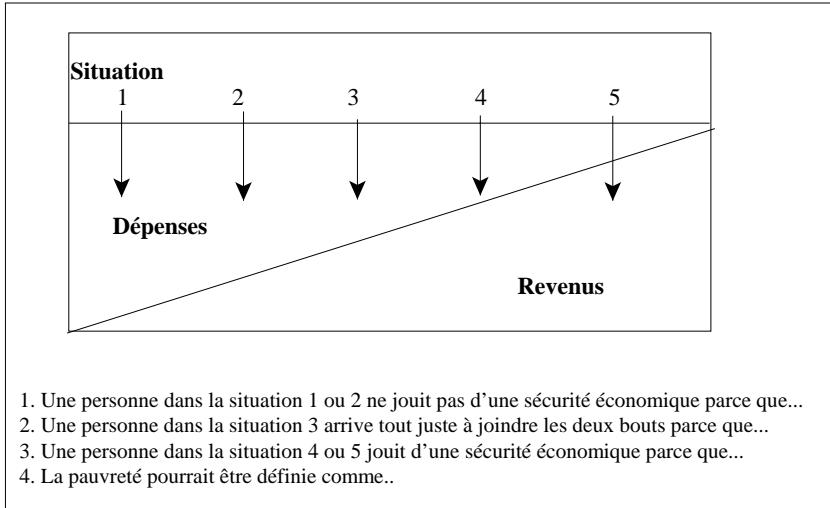 Situation
1 2 3 4 5
Dépenses
Revenus
1. Une personne dans la situation 1 ou 2 ne jouit pas d’une sécurité économique parce que...
2. Une personne dans la situation 3 arrive tout juste à joindre les deux bouts parce que...
3. Une personne dans la situation 4 ou 5 jouit d’une sécurité économique parce que...
4. La pauvreté pourrait être définie comme..